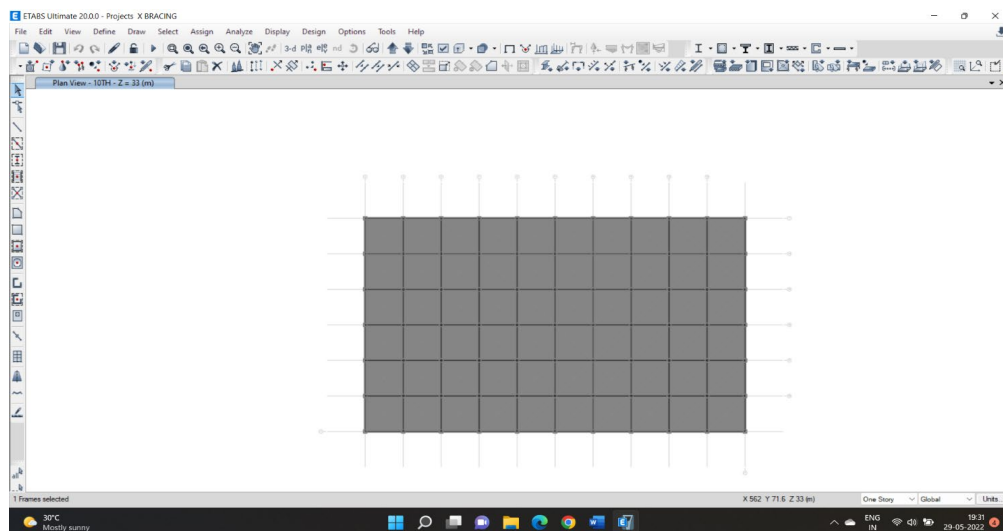 ETABS Ultimate 20.0.0 - Projects X BRACING
File Edit View Define Draw Select Assign Analyze Display Design Options Tools Help
Plan View - 10TH - Z = 33 (m)
1 Frames selected
X 562 Y 71.6 Z 33 (m)
One Story
Global
Units...
30°C
Mostly sunny
ENG
IN
19:31
29-05-2022